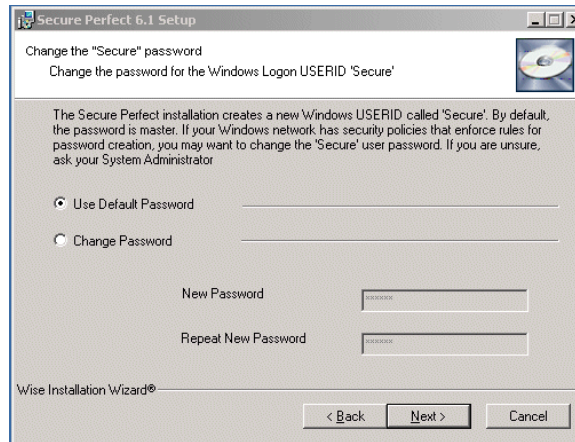 Secure Perfect 6.1 Setup
Change the "Secure" password
Change the password for the Windows Logon USERID 'Secure'
The Secure Perfect installation creates a new Windows USERID called 'Secure'. By default,
the password is master. If your Windows network has security policies that enforce rules for
password creation, you may want to change the 'Secure' user password. If you are unsure,
ask your System Administrator
Use Default Password
Change Password
New Password
xxxxxx
Repeat New Password
xxxxxx
Wise Installation Wizard®
< Back
Next >
Cancel